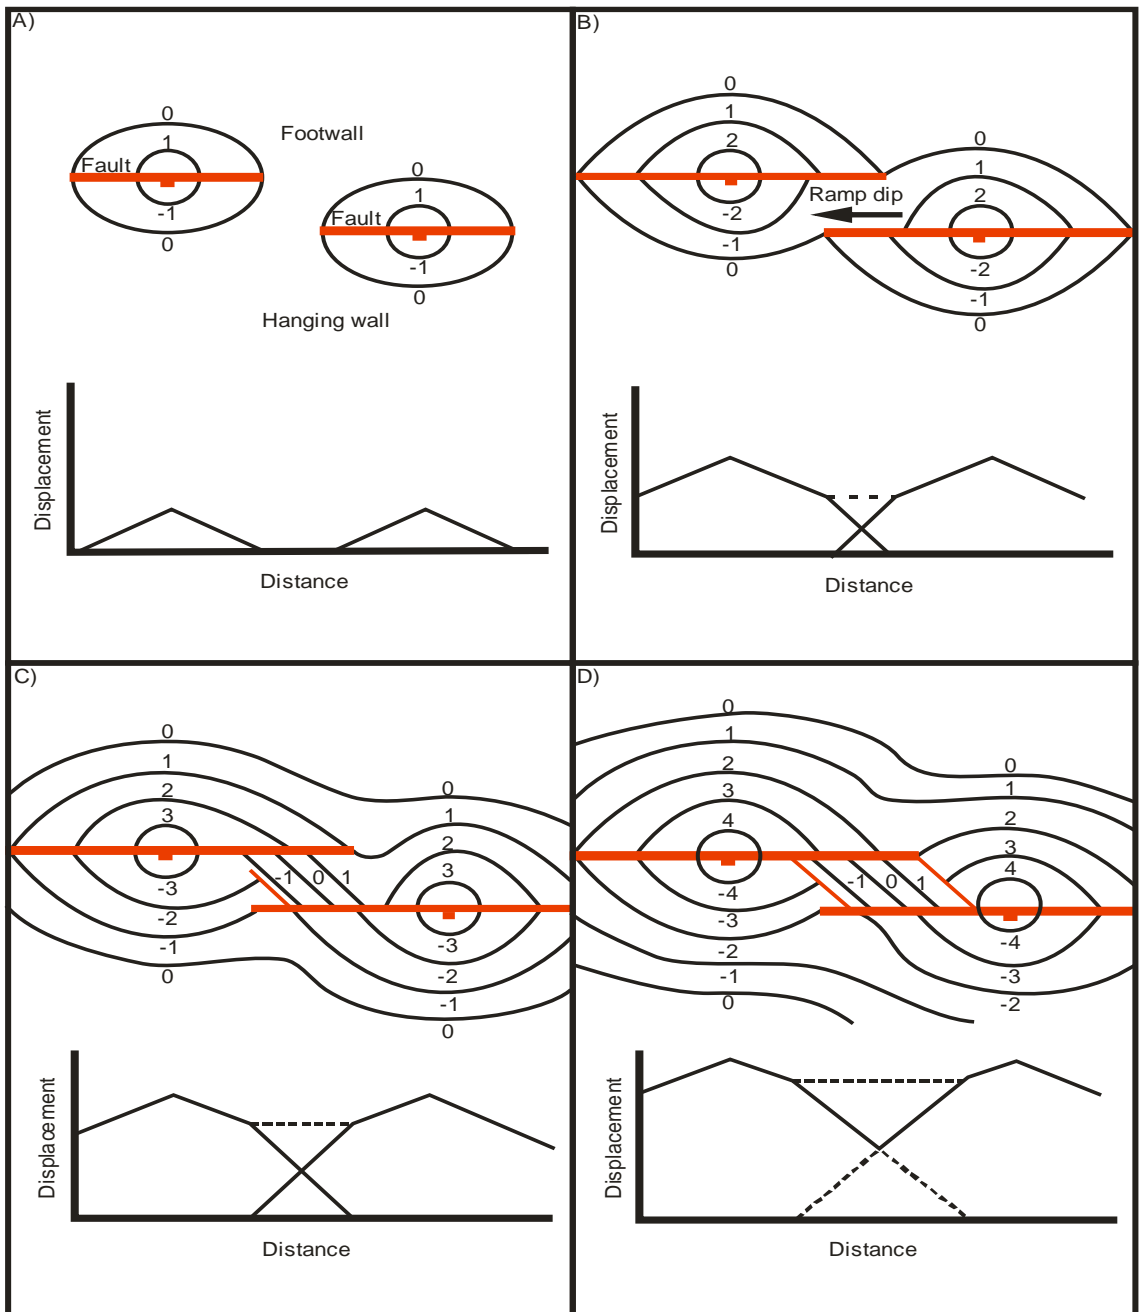 A)
0
1
Footwall
Fault
-1
0
0
1
Fault
-1
0
Hanging wall
Displacement
Distance
B)
0
1
2
0
1
Ramp dip
2
-2
-1
0
-2
-1
0
Displacement
Distance
C)
0
1
2
3
0
1
2
3
-1 0 1
-3
-2
-1
0
-3
-2
-1
0
Displacement
Distance
D)
0
1
2
3
4
0
1
2
3
4
-1 0 1
-4
-3
-2
-1
0
-4
-3
-2
Displacement
Distance